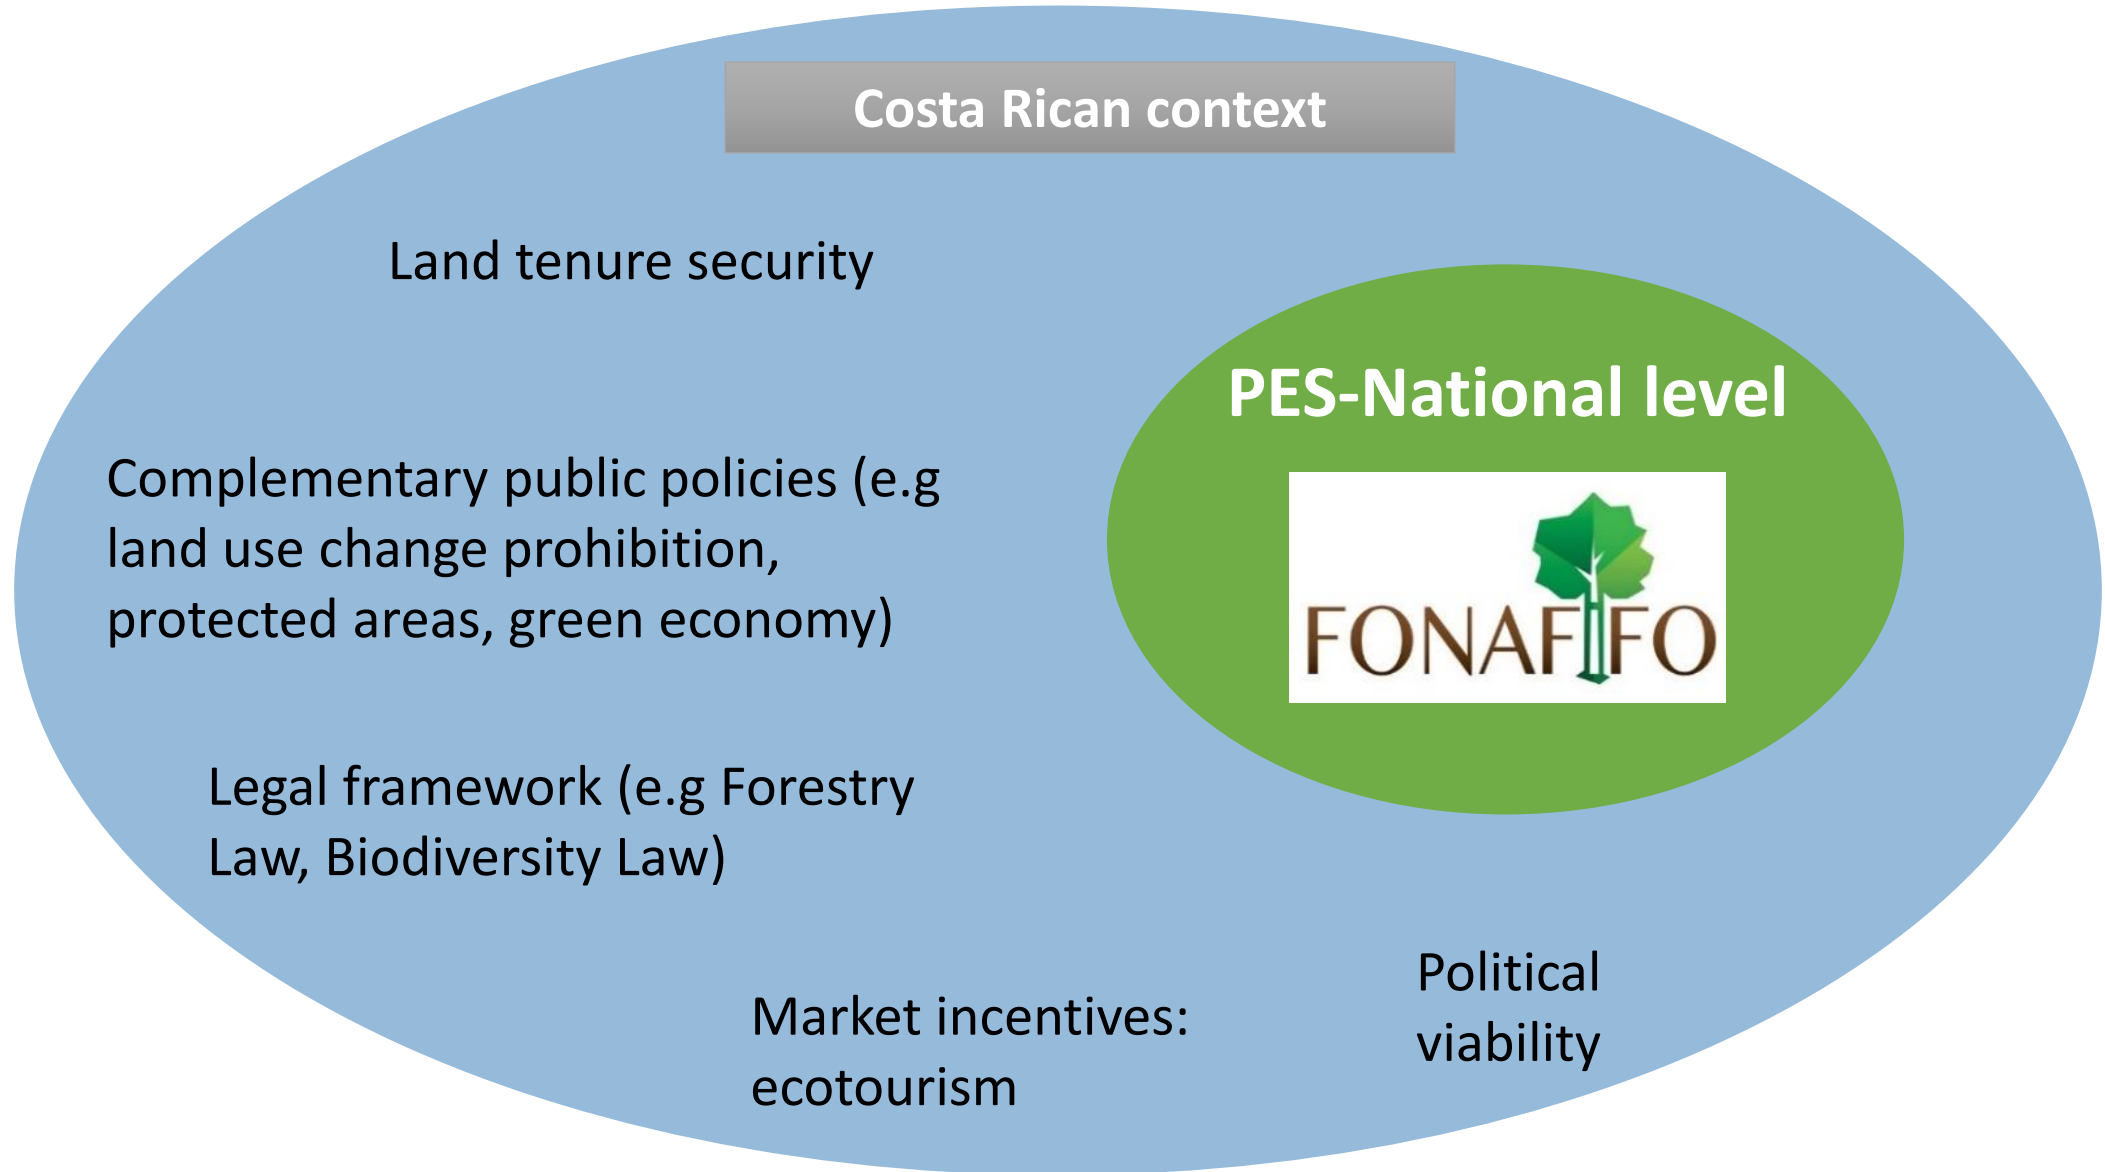 Costa Rican context
Land tenure security
PES-National level
FONAFIFO
Complementary public policies (e.g
land use change prohibition,
protected areas, green economy)
Legal framework (e.g Forestry
Law, Biodiversity Law)
Market incentives:
ecotourism
Political
viability